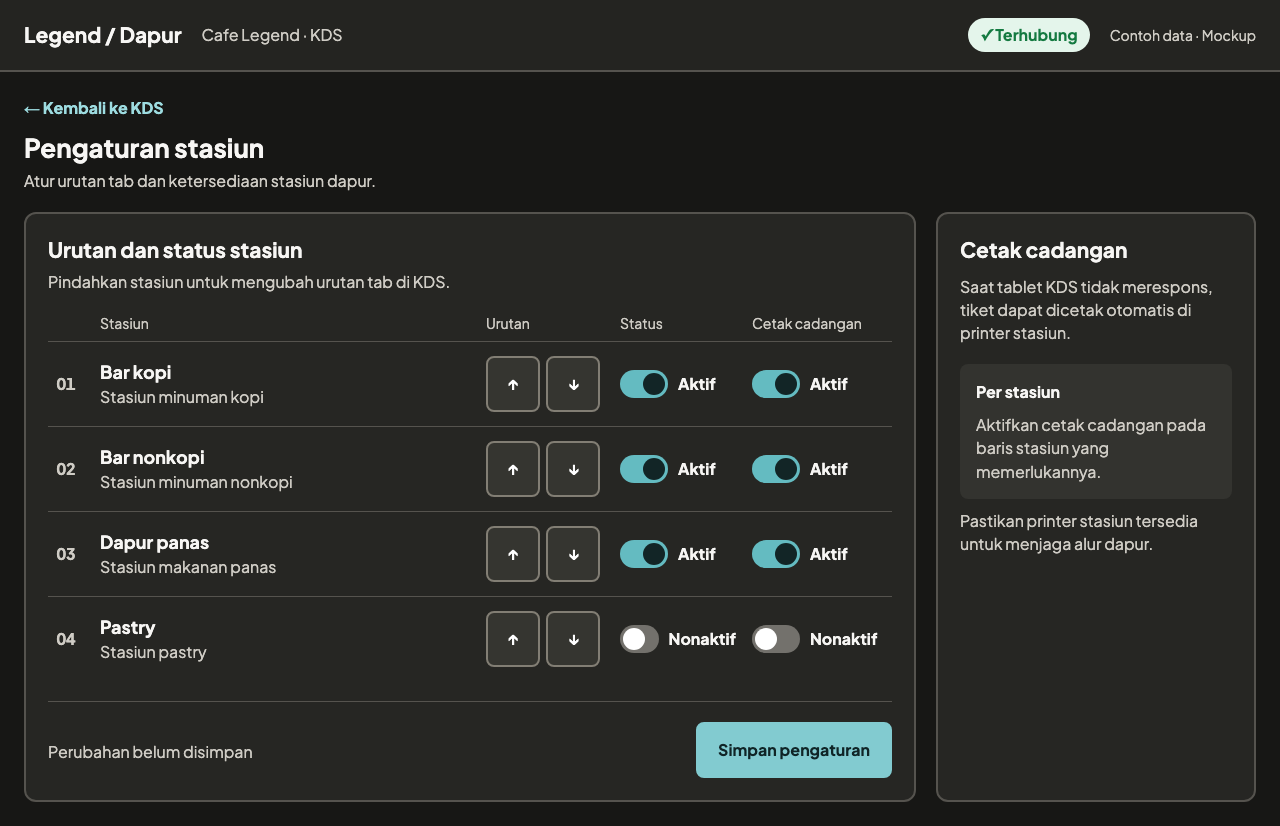 Legend / Dapur
Cafe Legend · KDS
✓Terhubung
Contoh data · Mockup
← Kembali ke KDS
Pengaturan stasiun
Atur urutan tab dan ketersediaan stasiun dapur.
Urutan dan status stasiun
Pindahkan stasiun untuk mengubah urutan tab di KDS.
Stasiun Urutan Status Cetak cadangan
01 Bar kopi ↑ ↓ Aktif Aktif
Stasiun minuman kopi
02 Bar nonkopi ↑ ↓ Aktif Aktif
Stasiun minuman nonkopi
03 Dapur panas ↑ ↓ Aktif Aktif
Stasiun makanan panas
04 Pastry ↑ ↓ Nonaktif Nonaktif
Stasiun pastry
Perubahan belum disimpan
Simpan pengaturan
Cetak cadangan
Saat tablet KDS tidak merespons,
tiket dapat dicetak otomatis di
printer stasiun.
Per stasiun
Aktifkan cetak cadangan pada
baris stasiun yang
memerlukannya.
Pastikan printer stasiun tersedia
untuk menjaga alur dapur.